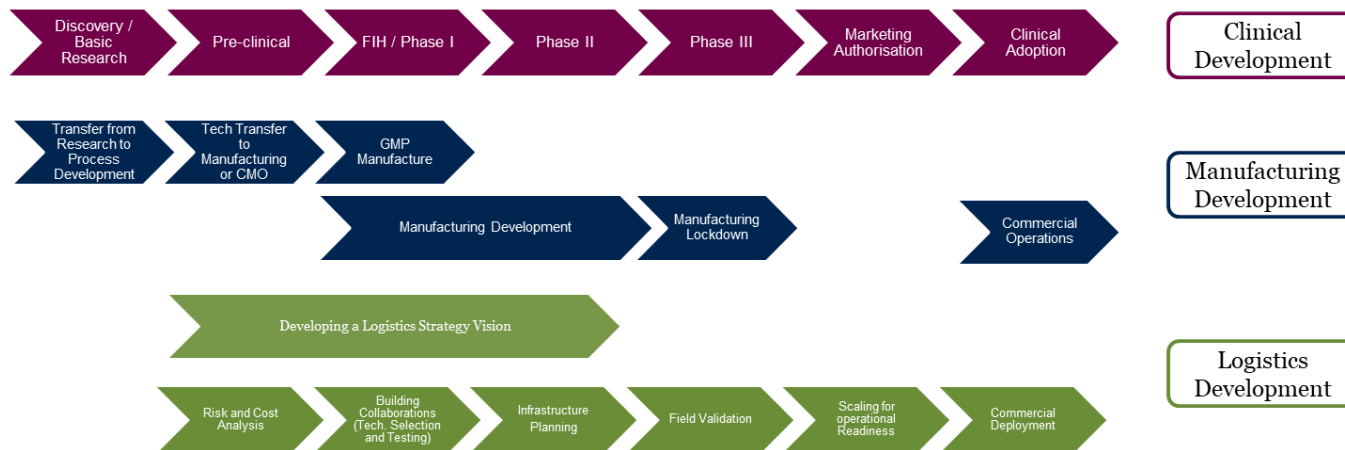 Discovery /
Basic
Research
Pre-clinical
FIH / Phase I
Phase II
Phase III
Marketing
Authorisation
Clinical
Adoption
Clinical
Development
Transfer from
Research to
Process
Development
Tech Transfer
to
Manufacturing
or CMO
GMP
Manufacture
Manufacturing
Development
Manufacturing Development
Manufacturing
Lockdown
Commercial
Operations
Developing a Logistics Strategy Vision
Logistics
Development
Risk and Cost
Analysis
Building
Collaborations
(Tech. Selection
and Testing)
Infrastructure
Planning
Field Validation
Scaling for
operational
Readiness
Commercial
Deployment